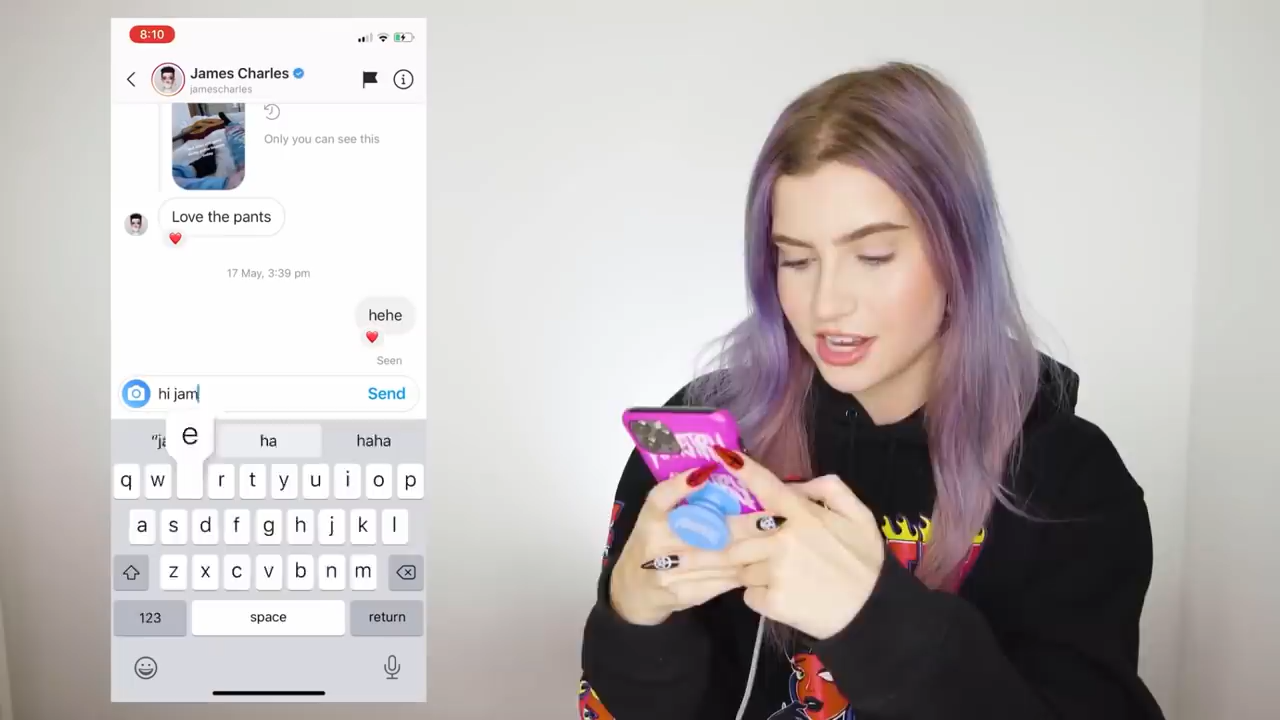 8:10
James Charles
jamescharles
Only you can see this
Love the pants
17 May, 3:39 pm
hehe
Seen
hi jam
Send
"ja
e
ha
haha
q w r t y u i o p
a s d f g h j k l
z x c v b n m
123
space
return